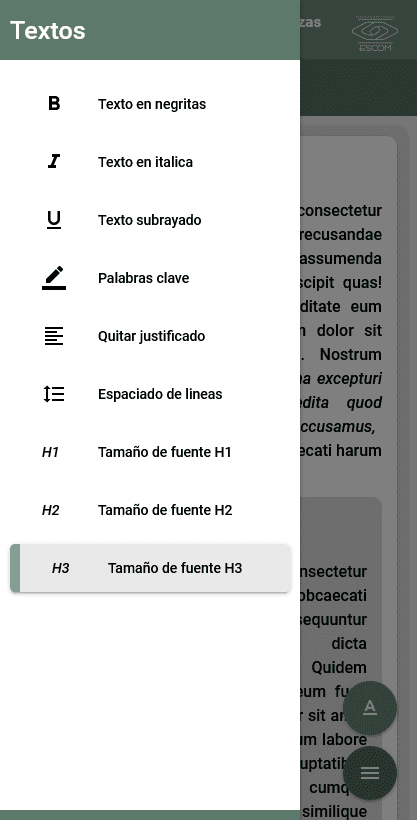 Textos
zas
ESCOM
B Texto en negritas
I Texto en italica
U Texto subrayado
Palabras clave
Quitar justificado
Espaciado de lineas
H1 Tamaño de fuente H1
H2 Tamaño de fuente H2
H3 Tamaño de fuente H3
consectetur
recusandae
assumenda
scipit quas!
ditate eum
dolor sit
. Nostrum
excepturi
edita quod
ccusamus,
ecati harum
nsectetur
obcaecati
sequuntur
dicta
Quidem
eum
sit
um labore
uptatib
cumq
similique
A